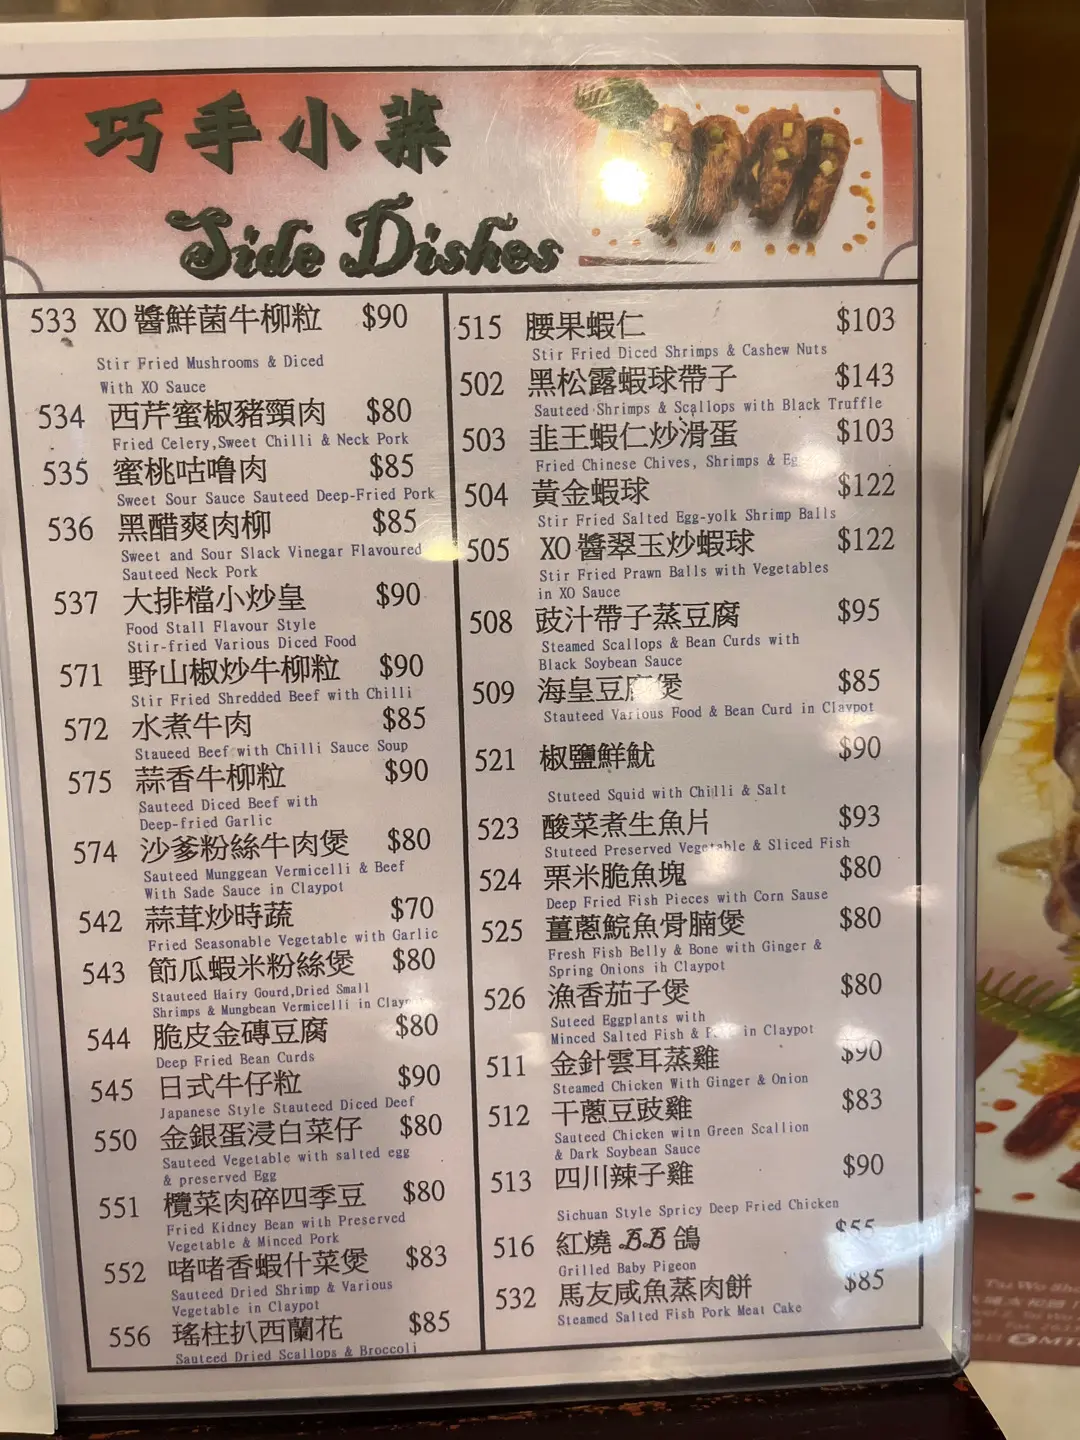 巧手小菜
Side Dishes
533 XO醬鮮菌牛柳粒 $90
Stir Fried Mushrooms & Diced
With XO Sauce
534 西芹蜜椒豬頸肉 $80
Fried Celery,Sweet Chilli & Neck Pork
535 蜜桃咕嚕肉 $85
Sweet Sour Sauce Sauteed Deep-Fried Pork
536 黑醋爽肉柳 $85
Sweet and Sour Slack Vinegar Flavoured
Sauteed Neck Pork
537 大排檔小炒皇 $90
Food Stall Flavour Style
Stir-fried Various Diced Food
571 野山椒炒牛柳粒 $90
Stir Fried Shredded Beef with Chilli
572 水煮牛肉 $85
Staueed Beef with Chilli Sauce Soup
575 蒜香牛柳粒 $90
Sauteed Diced Beef with
Deep-fried Garlic
574 沙爹粉絲牛肉煲 $80
Sauteed Munggean Vermicelli & Beef
With Sade Sauce in Claypot
542 蒜茸炒時蔬 $70
Fried Seasonable Vegetable with Garlic
543 節瓜蝦米粉絲煲 $80
Stauteed Hairy Gourd,Dried Small
Shrimps & Mungbean Vermicelli in
544 脆皮金磚豆腐 $80
Deep Fried Bean Curds
545 日式牛仔粒 $90
Japanese Style Stauteed Diced Deef
550 金銀蛋浸白菜仔 $80
Sauteed Vegetable with salted egg
& preserved Egg
551 欖菜肉碎四季豆 $80
Fried Kidney Bean with Preserved
Vegetable & Minced Pork
552 啫啫香蝦什菜煲 $83
Sauteed Dried Shrimp & Various
Vegetable in Claypot
556 瑤柱扒西蘭花 $85
Sauteed Dried Scallops & Broccoli
515 腰果蝦仁 $103
Stir Fried Diced Shrimps & Cashew Nuts
502 黑松露蝦球帶子 $143
Sauteed Shrimps & Scallops with Black Truffle
503 韭王蝦仁炒滑蛋 $103
Fried Chinese Chives, Shrimps &
504 黃金蝦球 $122
Stir Fried Salted Egg-yolk Shrimp Balls
505 XO醬翠玉炒蝦球 $122
Stir Fried Prawn Balls with Vegetables
in XO Sauce
508 豉汁帶子蒸豆腐 $95
Steamed Scallops & Bean Curds with
Black Soybean Sauce
509 海皇豆腐煲 $85
Stauteed Various Food & Bean Curd in Claypot
521 椒鹽鮮魷 $90
Stuteed Squid with Chilli & Salt
523 酸菜煮生魚片 $93
Stuteed Preserved Vegetable & Sliced Fish
524 栗米脆魚塊 $80
Deep Fried Fish Pieces with Corn Sause
525 薑蔥鯇魚骨腩煲 $80
Fresh Fish Belly & Bone with Ginger &
Spring Onions ih Claypot
526 漁香茄子煲 $80
Suteed Eggplants with
Minced Salted Fish & in Claypot
511 金針雲耳蒸雞 $90
Steamed Chicken With Ginger & Onion
512 干蔥豆豉雞 $83
Sauteed Chicken witn Green Scallion
& Dark Soybean Sauce
513 四川辣子雞 $90
Sichuan Style Spricy Deep Fried Chicken
516 紅燒BB鴿 $55
Grilled Baby Pigeon
532 馬友咸魚蒸肉餅 $85
Steamed Salted Fish Pork Meat Cake